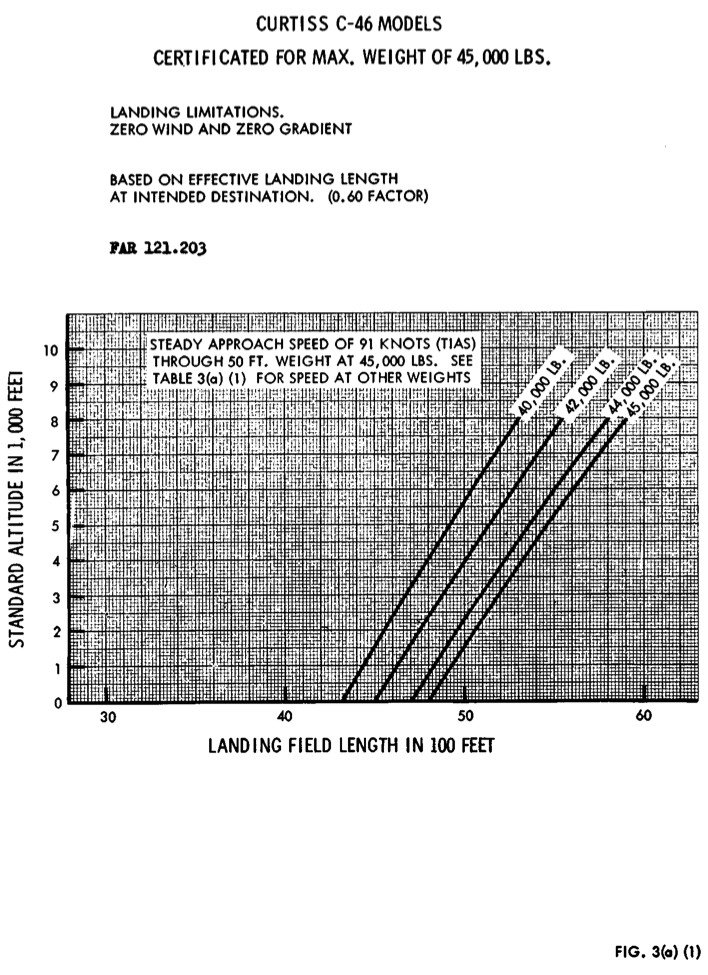 CURTISS C-46 MODELS
CERTIFICATED FOR MAX. WEIGHT OF 45,000 LBS.
LANDING LIMITATIONS.
ZERO WIND AND ZERO GRADIENT
BASED ON EFFECTIVE LANDING LENGTH
AT INTENDED DESTINATION. (0.60 FACTOR)
FAR 121.203
STEADY APPROACH SPEED OF 91 KNOTS (TIAS)
THROUGH 50 FT. WEIGHT AT 45,000 LBS. SEE
TABLE 3(a) (1) FOR SPEED AT OTHER WEIGHTS
40,000 LB.
42,000 LB.
44,000 LB.
45,000 LB.
STANDARD ALTITUDE IN 1,000 FEET
10
9
8
7
6
5
4
3
2
1
0
30 40 50 60
LANDING FIELD LENGTH IN 100 FEET
FIG. 3(a) (1)